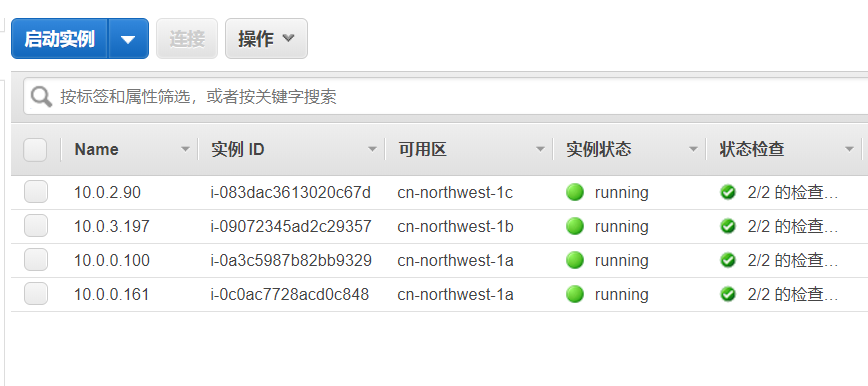 启动实例 连接 操作
按标签和属性筛选，或者按关键字搜索
Name 实例 ID 可用区 实例状态 状态检查
10.0.2.90 i-083dac3613020c67d cn-northwest-1c running 2/2 的检查...
10.0.3.197 i-09072345ad2c29357 cn-northwest-1b running 2/2 的检查...
10.0.0.100 i-0a3c5987b82bb9329 cn-northwest-1a running 2/2 的检查...
10.0.0.161 i-0c0ac7728acd0c848 cn-northwest-1a running 2/2 的检查...